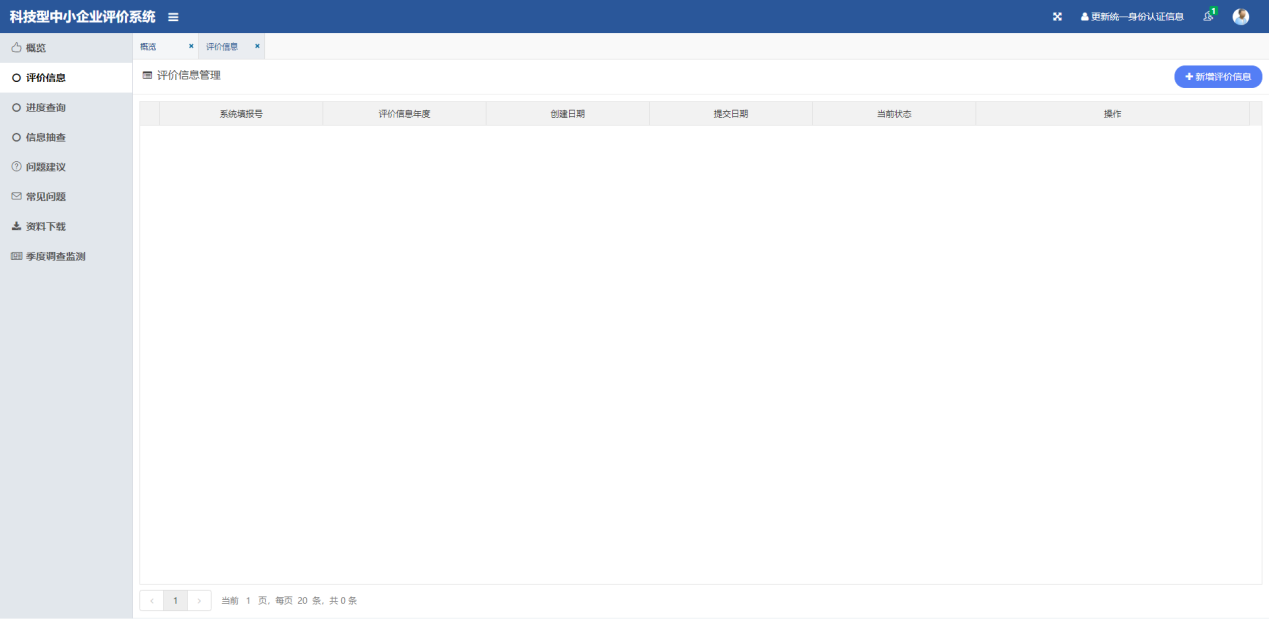 科技型中小企业评价系统
更新统一身份认证信息
1
概览
评价信息
进度查询
信息抽查
问题建议
常见问题
资料下载
季度调查监测
概览 × 评价信息 ×
评价信息管理
+新增评价信息
系统填报号 评价信息年度 创建日期 提交日期 当前状态 操作
< 1 > 当前 1 页, 每页 20 条, 共 0 条